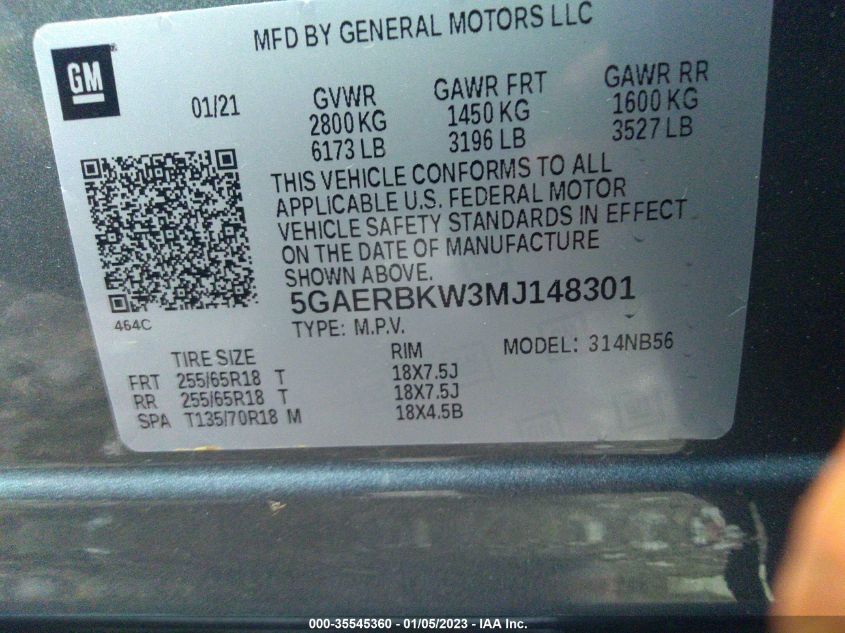 MFD BY GENERAL MOTORS LLC
GM
01/21
GVWR GAWR FRT GAWR RR
2800 KG 1450 KG 1600 KG
6173 LB 3196 LB 3527 LB
THIS VEHICLE CONFORMS TO ALL
APPLICABLE U.S. FEDERAL MOTOR
VEHICLE SAFETY STANDARDS IN EFFECT
ON THE DATE OF MANUFACTURE
SHOWN ABOVE.
464C
5GAERBKW3MJ148301
TYPE: M.P.V.
MODEL: 314NB56
TIRE SIZE RIM
FRT 255/65R18 T 18X7.5J
RR 255/65R18 T 18X7.5J
SPA T135/70R18 M 18X4.5B
000-35545360 - 01/05/2023 - IAA Inc.